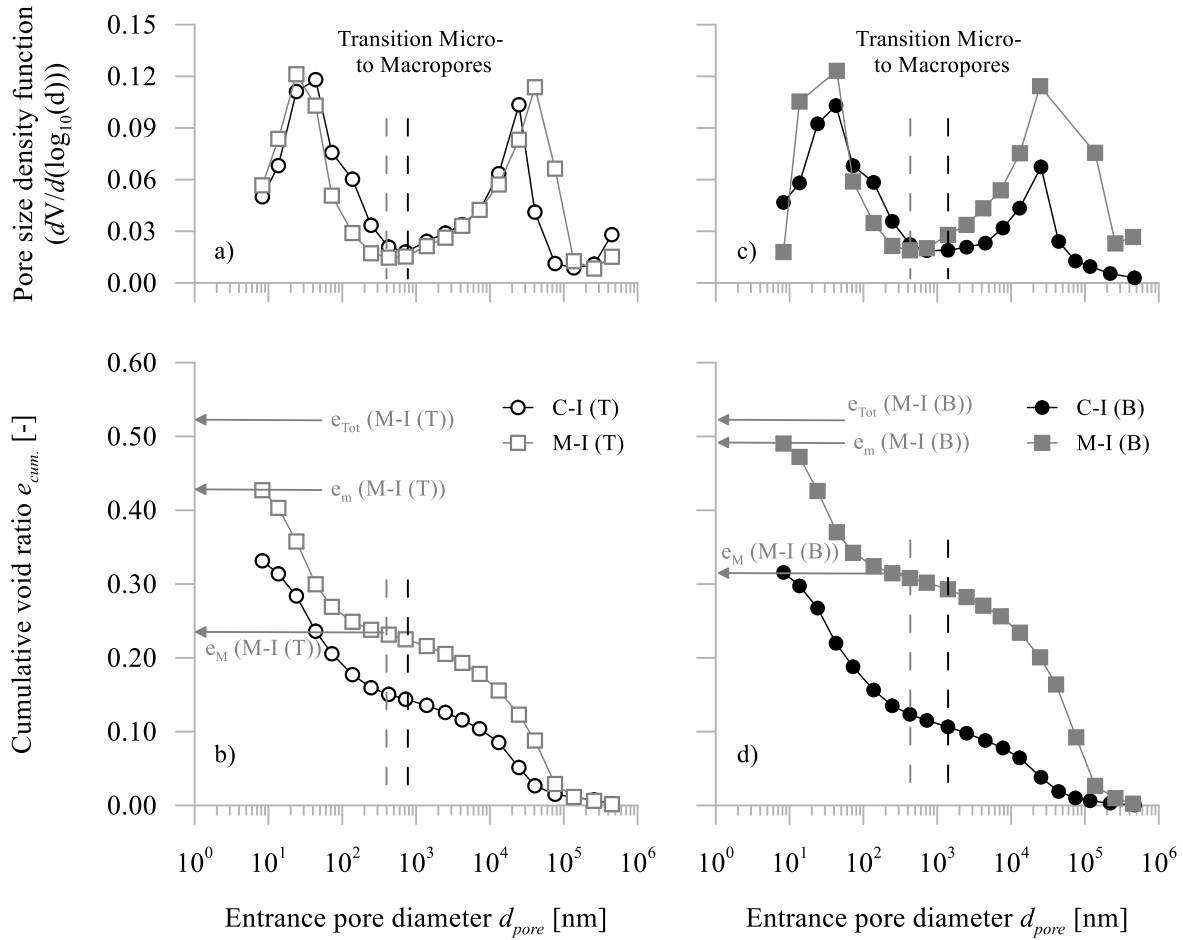 Pore size density function
(dV/d(log10(d)))
0.15
0.12
0.09
0.06
0.03
0.00
Transition Micro-
to Macropores
a)
Transition Micro-
to Macropores
c)
Cumulative void ratio ecum. [-]
0.60
0.50
0.40
0.30
0.20
0.10
0.00
eTot (M-I (T))
em (M-I (T))
eM (M-I (T))
C-I (T)
M-I (T)
b)
eTot (M-I (B))
em (M-I (B))
eM (M-I (B))
C-I (B)
M-I (B)
d)
10^0 10^1 10^2 10^3 10^4 10^5 10^6
10^0 10^1 10^2 10^3 10^4 10^5 10^6
Entrance pore diameter dpore [nm]
Entrance pore diameter dpore [nm]